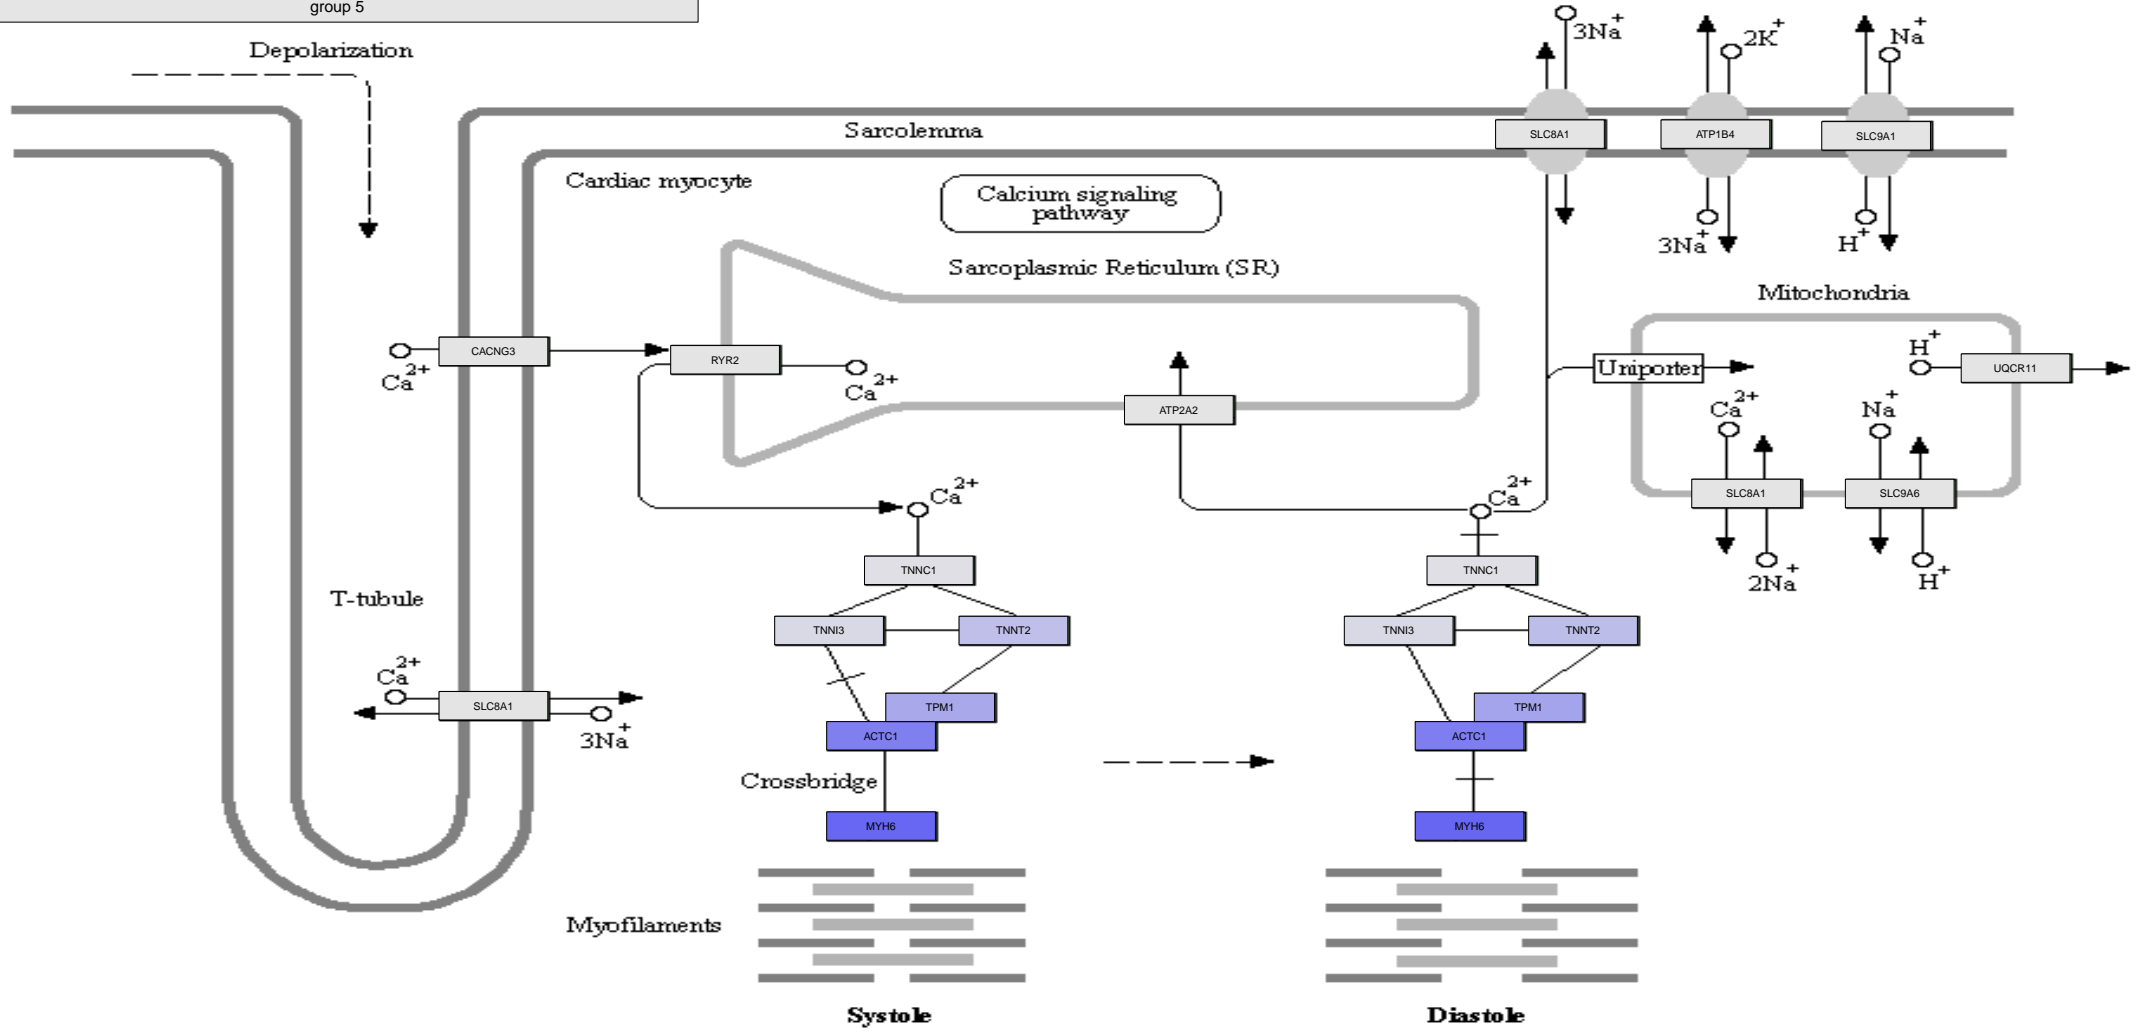 group 5
Depolarization
3Na+
2K+
Na+
Sarcolemma
SLC8A1
ATP1B4
SLC9A1
Cardiac myocyte
Calcium signaling
pathway
3Na+
H+
Sarcoplasmic Reticulum (SR)
Mitochondria
CACNG3
Ca2+
RYR2
Ca2+
ATP2A2
Uniporter
H+
UQCR11
Ca2+
Na+
SLC8A1
SLC9A6
2Na+
H+
Ca2+
Ca2+
TNNC1
TNNC1
T-tubule
TNNI3
TNNT2
TNNI3
TNNT2
Ca2+
SLC8A1
3Na+
TPM1
ACTC1
TPM1
ACTC1
Crossbridge
MYH6
MYH6
Myofilaments
Systole
Diastole